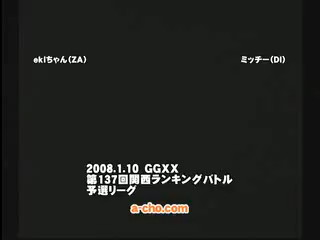 ekiちゃん(ZA)
ミッチー(DI)
2008.1.10 GGXX
第137回関西ランキングバトル
予選リーグ
a-cho.com